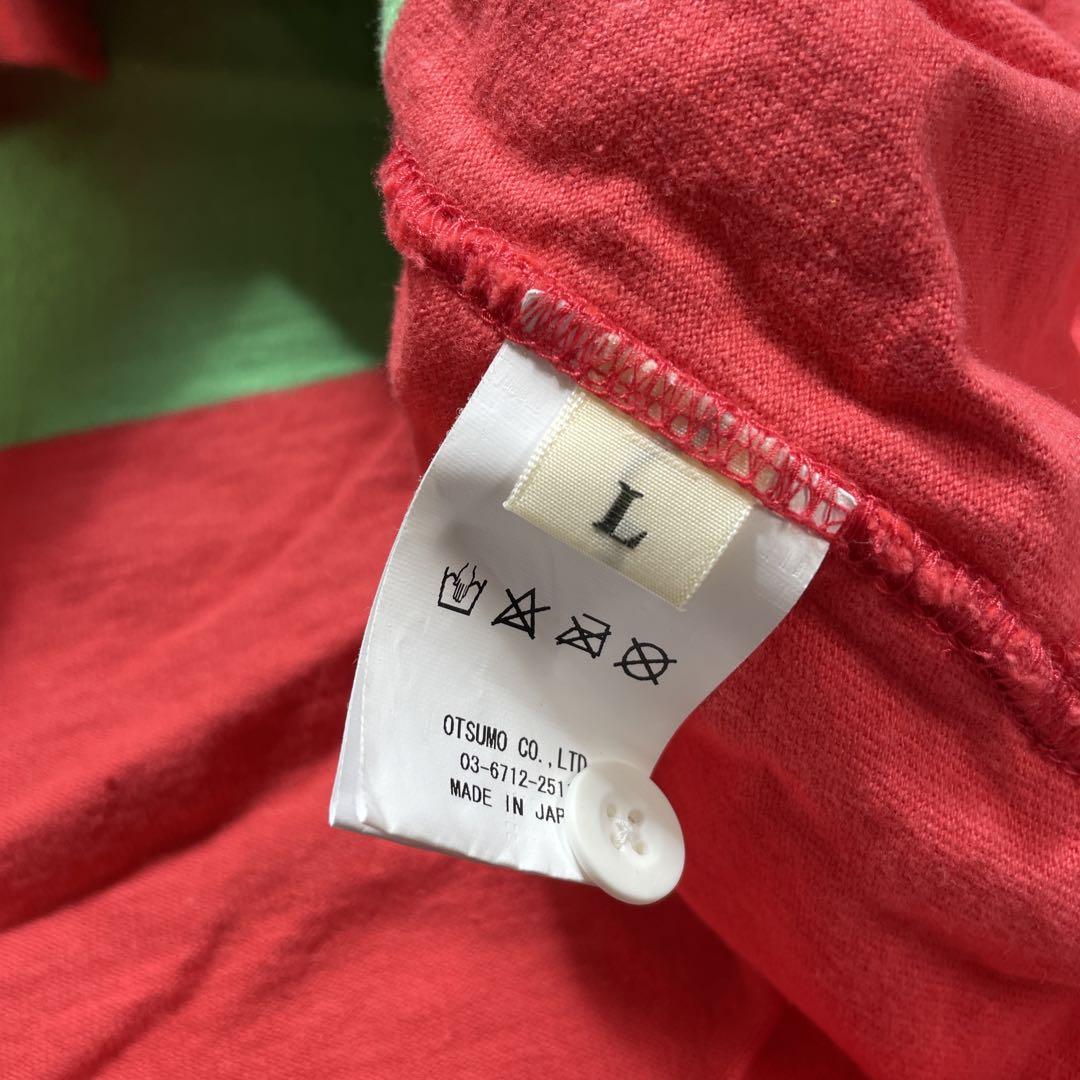 L
OTSUMO CO.,LTD
03-6712-251
MADE IN JAP